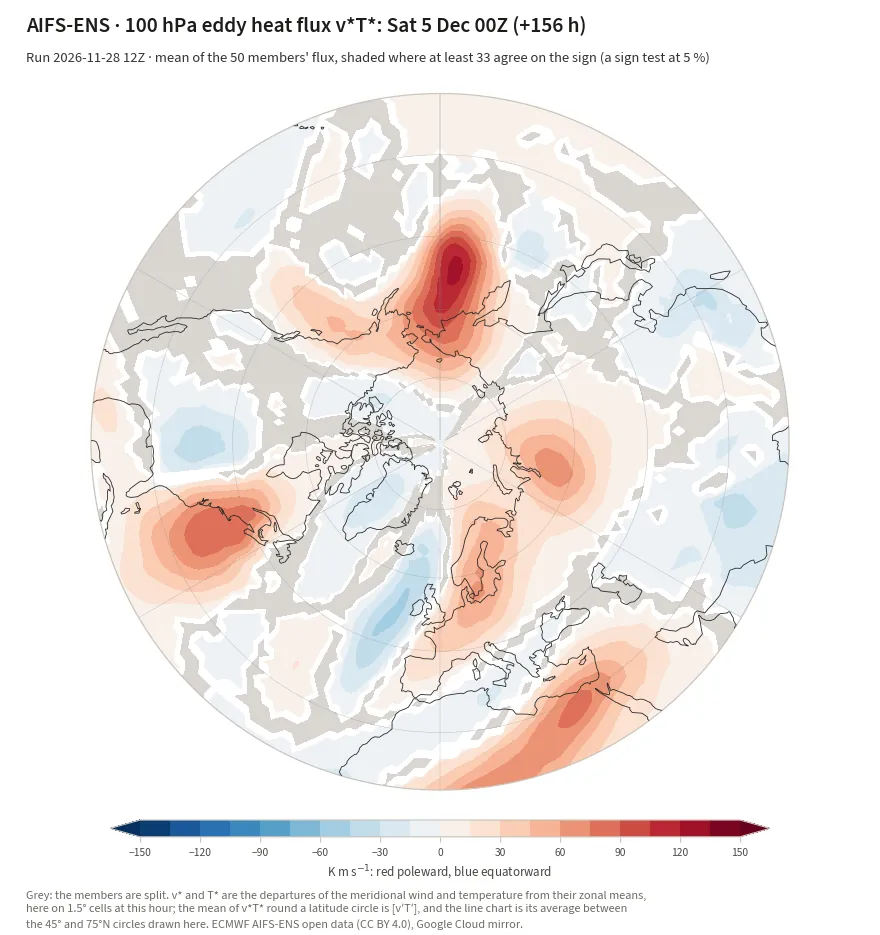 AIFS-ENS · 100 hPa eddy heat flux v*T*: Sat 5 Dec 00Z (+156 h)
Run 2026-11-28 12Z · mean of the 50 members' flux, shaded where at least 33 agree on the sign (a sign test at 5 %)
−150 −120 −90 −60 −30 0 30 60 90 120 150
K m s⁻¹: red poleward, blue equatorward
Grey: the members are split. v* and T* are the departures of the meridional wind and temperature from their zonal means,
here on 1.5° cells at this hour; the mean of v*T* round a latitude circle is [v′T′], and the line chart is its average between
the 45° and 75°N circles drawn here. ECMWF AIFS-ENS open data (CC BY 4.0), Google Cloud mirror.